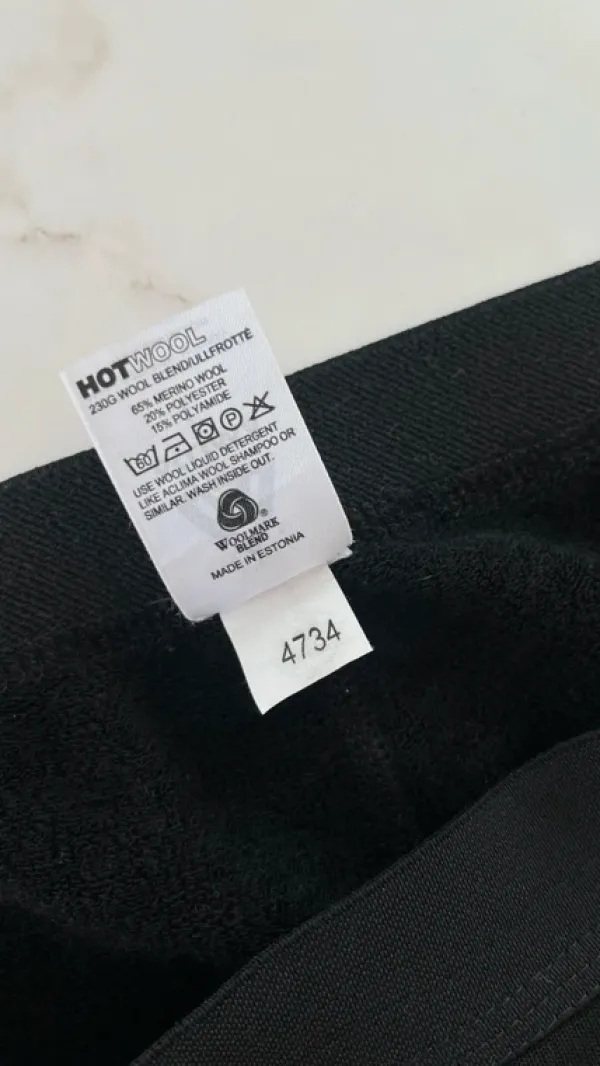 HOTWOOL
230G WOOL BLEND/ULLFROTTÉ
65% MERINO WOOL
20% POLYESTER
15% POLYAMIDE
60 P
USE WOOL LIQUID DETERGENT
LIKE ACLIMA WOOL SHAMPOO OR
SIMILAR. WASH INSIDE OUT.
®
WOOLMARK
BLEND
MADE IN ESTONIA
4734